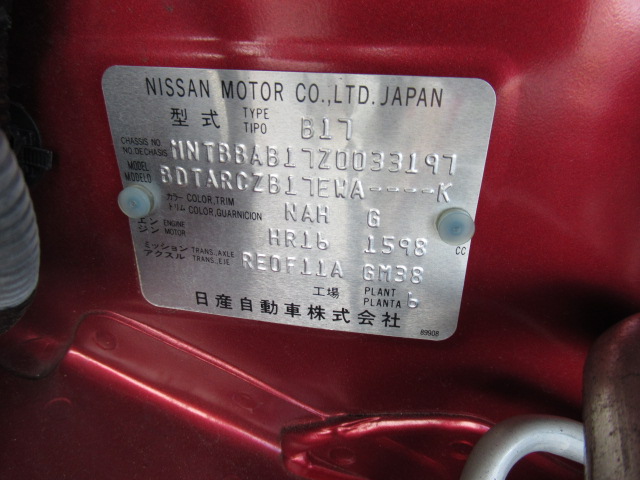 NISSAN MOTOR CO.,LTD. JAPAN
型式 TYPE TIPO B17
CHASSIS NO. NO. DE CHASIS MNTBBAB17Z0033197
MODEL MODELO BDTARCZB17EWA----K
カラー COLOR, TRIM トリム COLOR, GUARNICION NAH G
エンジン ENGINE MOTOR HR16 1598 CC
ミッション TRANS., AXLE アクスル TRANS., EJE RE0F11A GM38
工場 PLANT PLANTA 6
日産自動車株式会社
89908